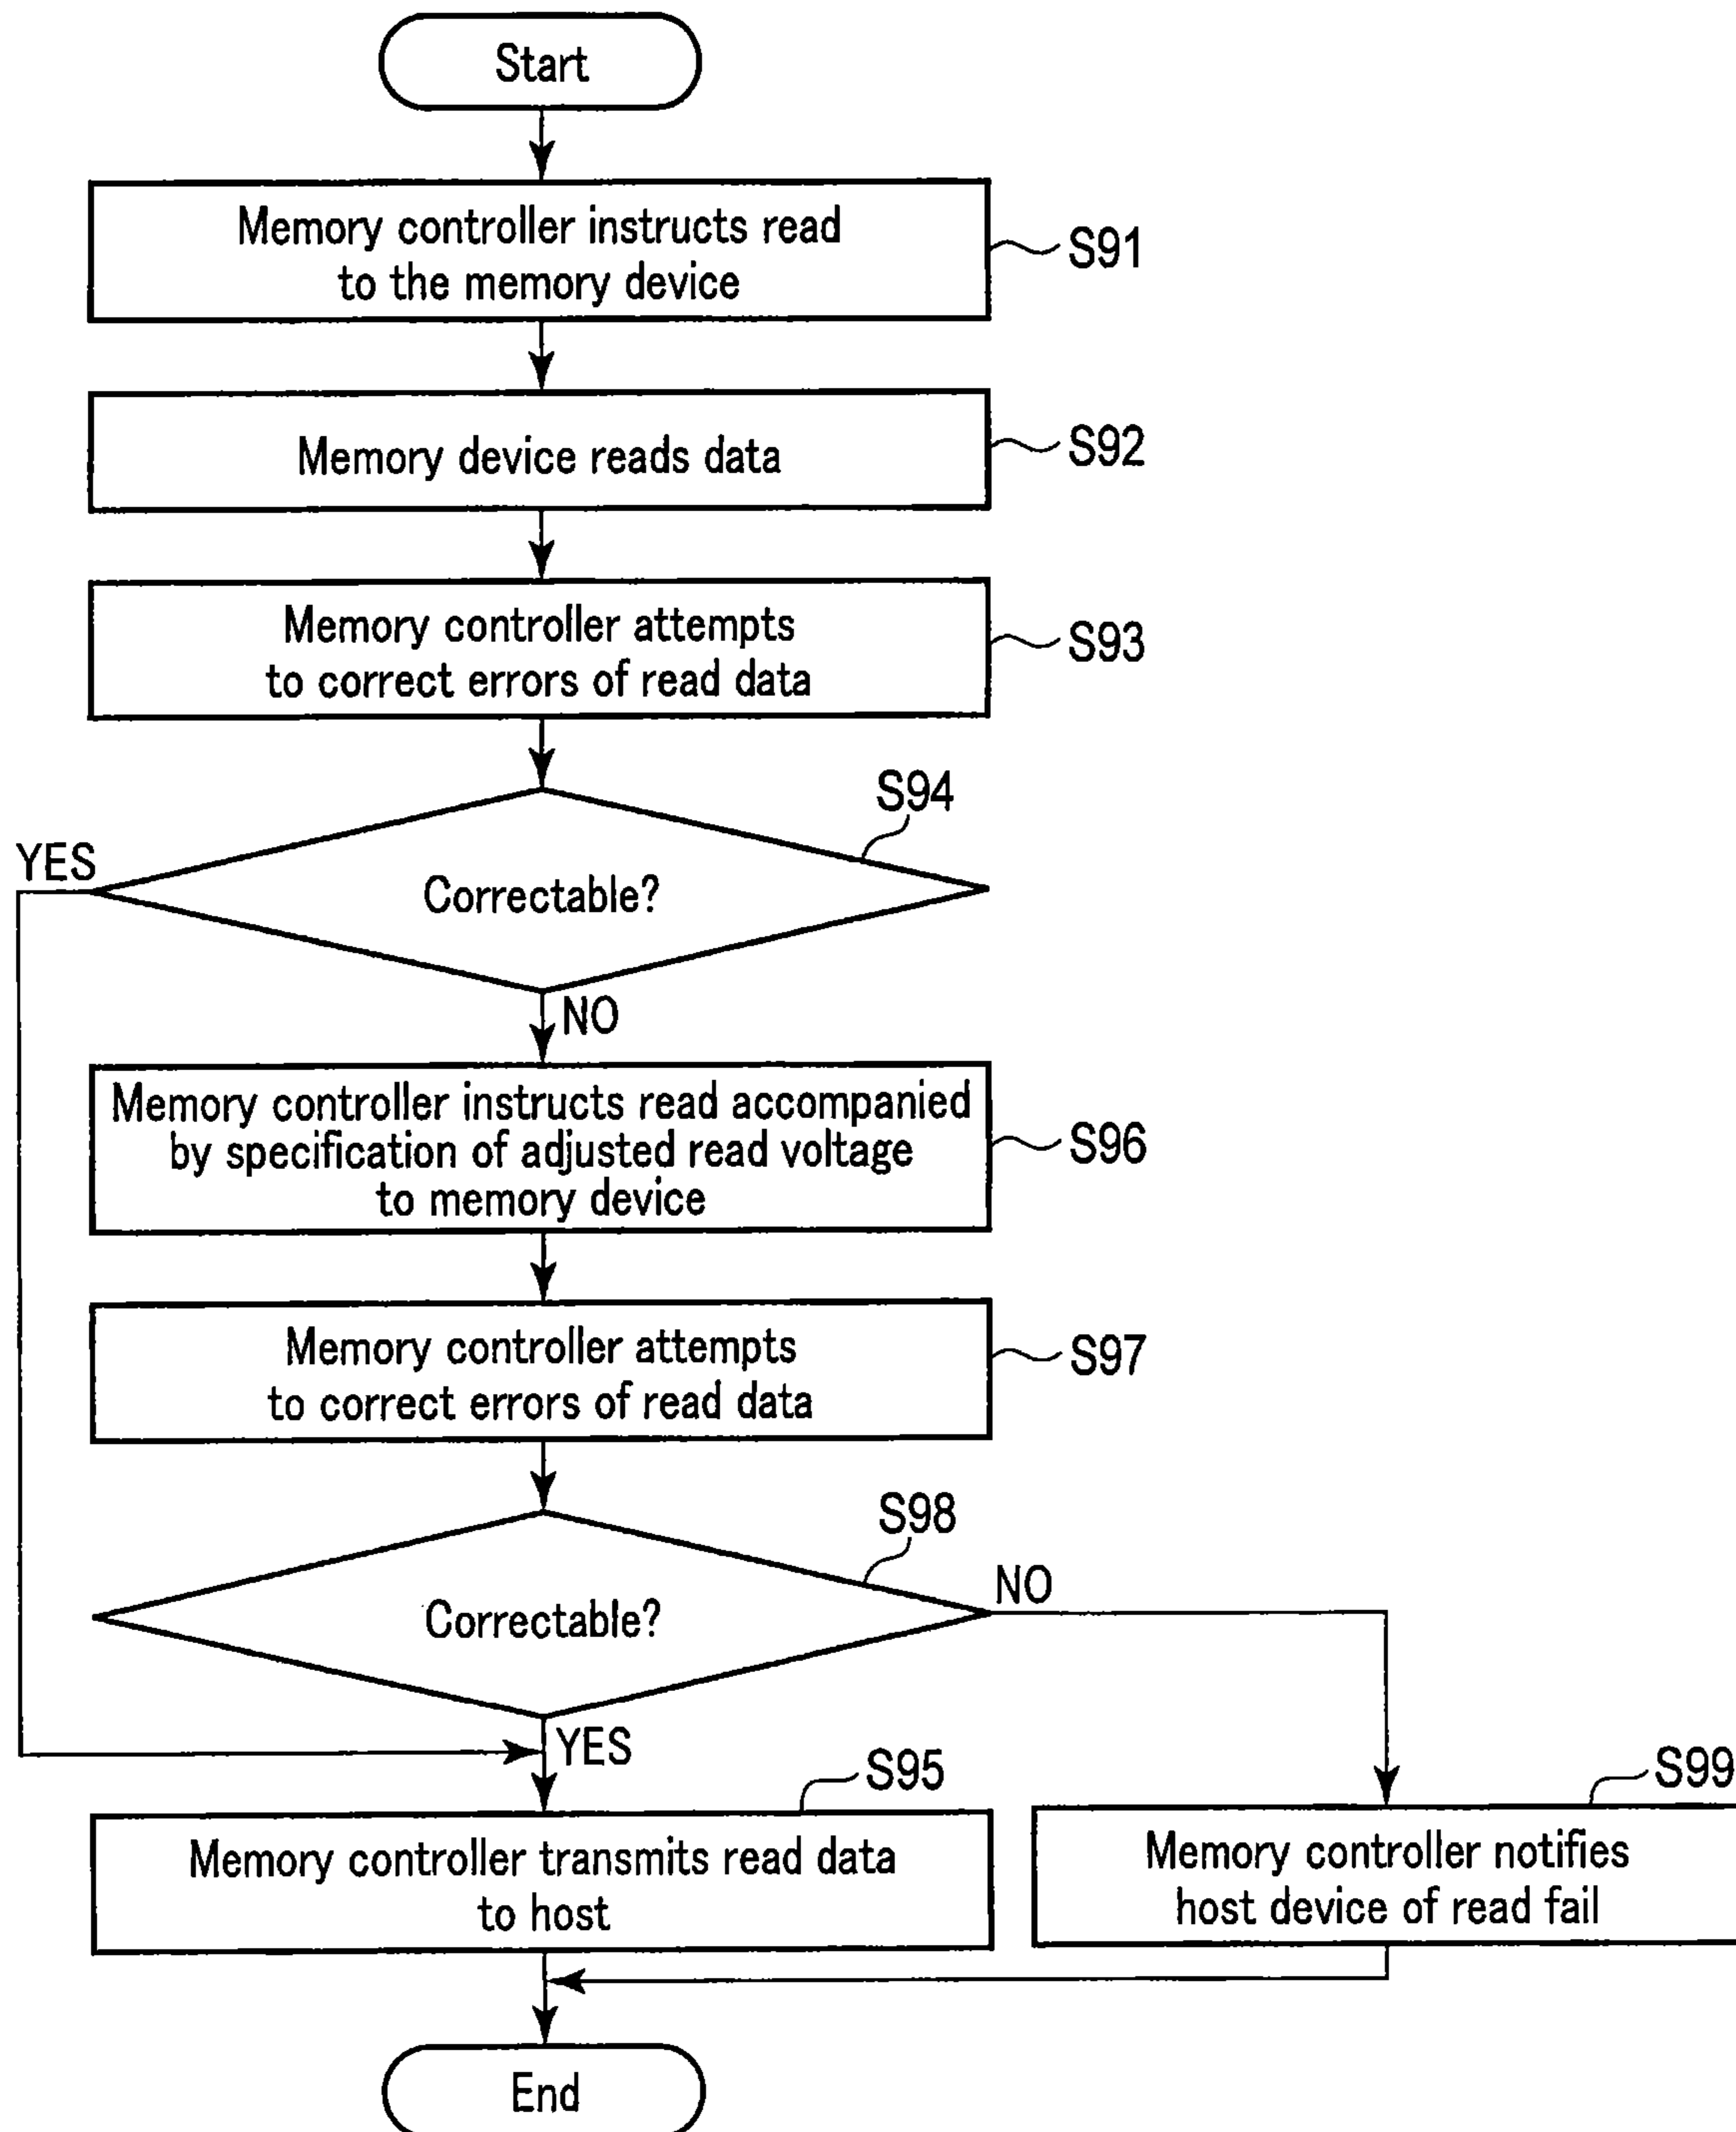 Start
Memory controller instructs read
to the memory device
S91
Memory device reads data
S92
Memory controller attempts
to correct errors of read data
S93
S94
YES
Correctable?
NO
Memory controller instructs read accompanied
by specification of adjusted read voltage
to memory device
S96
Memory controller attempts
to correct errors of read data
S97
S98
NO
Correctable?
YES
S95
S99
Memory controller transmits read data
to host
Memory controller notifies
host device of read fail
End